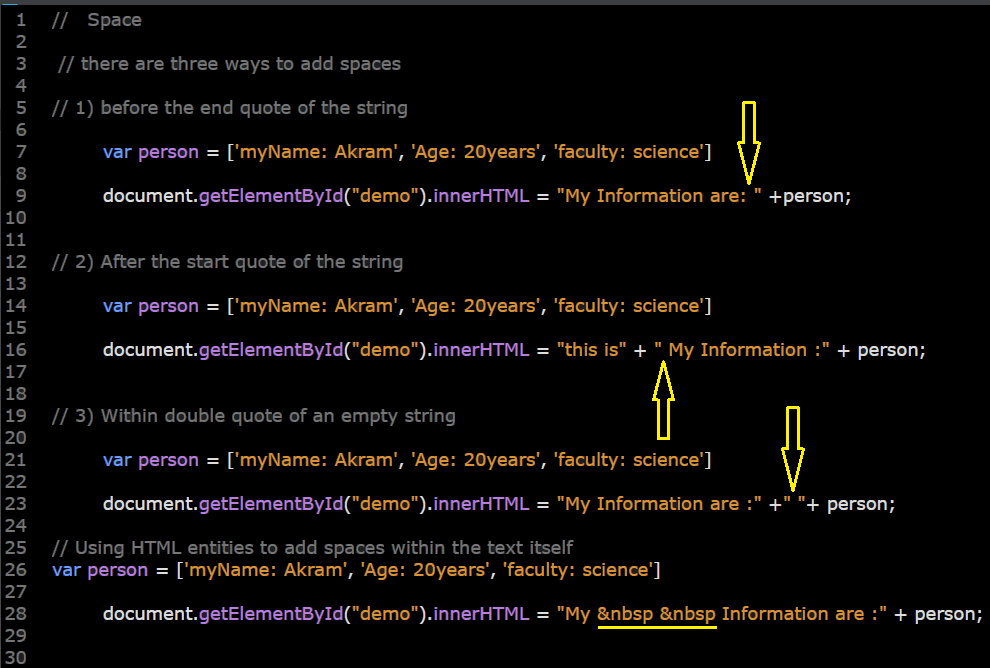 1 // Space
2
3 // there are three ways to add spaces
4
5 // 1) before the end quote of the string
6
7 var person = ['myName: Akram', 'Age: 20years', 'faculty: science']
8
9 document.getElementById("demo").innerHTML = "My Information are: " +person;
10
11
12 // 2) After the start quote of the string
13
14 var person = ['myName: Akram', 'Age: 20years', 'faculty: science']
15
16 document.getElementById("demo").innerHTML = "this is" + " My Information :" + person;
17
18
19 // 3) Within double quote of an empty string
20
21 var person = ['myName: Akram', 'Age: 20years', 'faculty: science']
22
23 document.getElementById("demo").innerHTML = "My Information are :" +" "+ person;
24
25 // Using HTML entities to add spaces within the text itself
26 var person = ['myName: Akram', 'Age: 20years', 'faculty: science']
27
28 document.getElementById("demo").innerHTML = "My &nbsp &nbsp Information are :" + person;
29
30